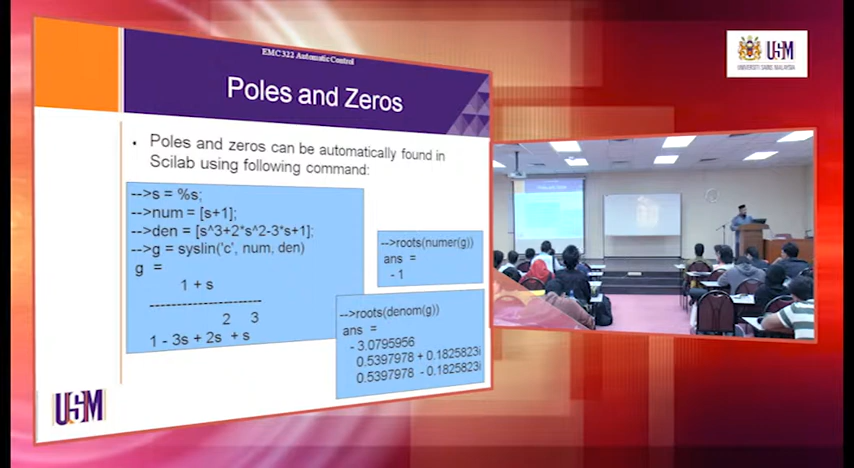 EMC322 Automatic Control
Poles and Zeros
• Poles and zeros can be automatically found in
Scilab using following command:
-->s = %s;
-->num = [s+1];
-->den = [s^3+2*s^2-3*s+1];
-->g = syslin('c', num, den)
g =
1 + s
----------------------
2 3
1 - 3s + 2s + s
-->roots(numer(g))
ans =
- 1
-->roots(denom(g))
ans =
- 3.0795956
0.5397978 + 0.1825823i
0.5397978 - 0.1825823i
USM
USM
UNIVERSITI SAINS MALAYSIA